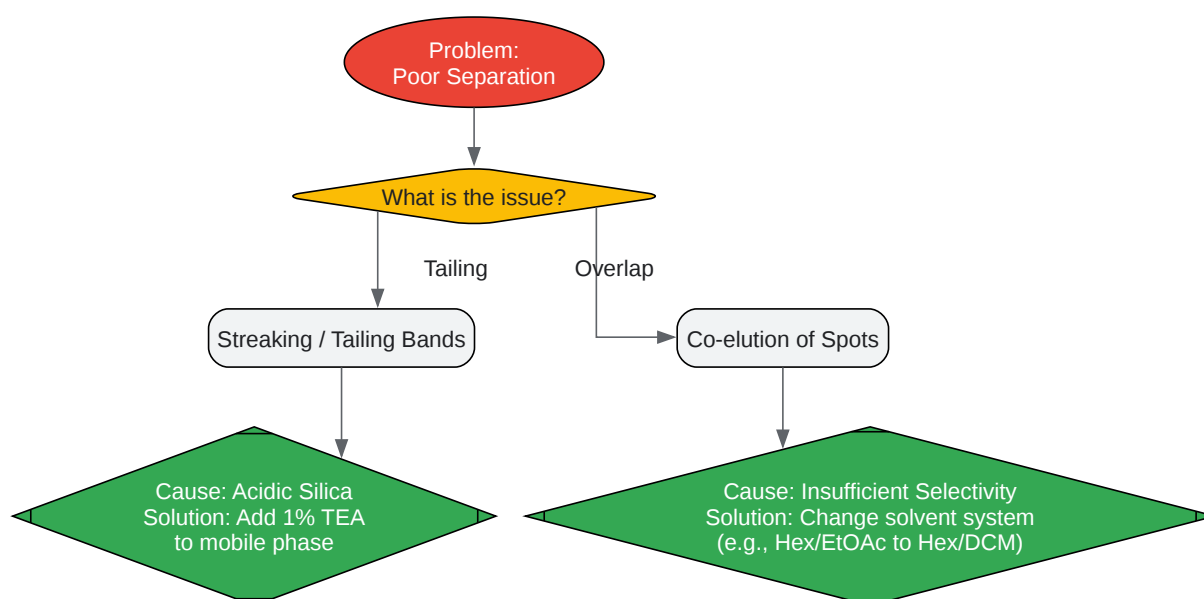 Problem:
Poor Separation
What is the issue?
Tailing
Overlap
Streaking / Tailing Bands
Co-elution of Spots
Cause: Acidic Silica
Solution: Add 1% TEA
to mobile phase
Cause: Insufficient Selectivity
Solution: Change solvent system
(e.g., Hex/EtOAc to Hex/DCM)